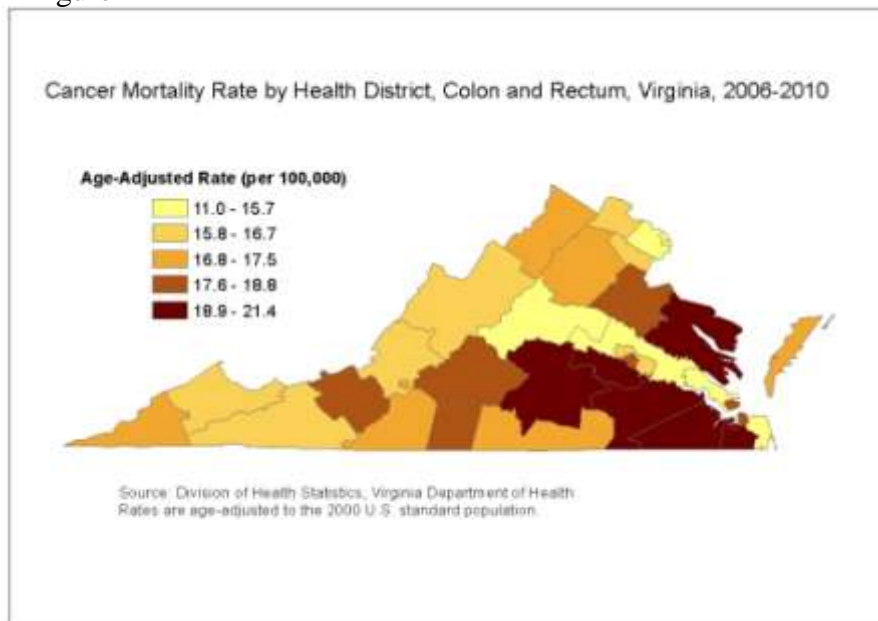 Cancer Mortality Rate by Health District, Colon and Rectum, Virginia, 2006-2010
Age-Adjusted Rate (per 100,000)
11.0 - 15.7
15.8 - 16.7
16.8 - 17.5
17.6 - 18.8
18.9 - 21.4
Source: Division of Health Statistics, Virginia Department of Health
Rates are age-adjusted to the 2000 U.S. standard population.